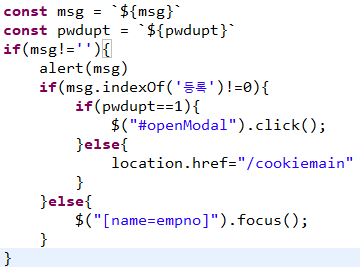 const msg = `${msg}`
const pwdupt = `${pwdupt}`
if(msg!=''){
    alert(msg)
    if(msg.indexOf('등록')!=0){
        if(pwdupt==1){
            $("#openModal").click();
        }else{
            location.href="/cookiemain"
        }
    }else{
        $("[name=empno]").focus();
    }
}